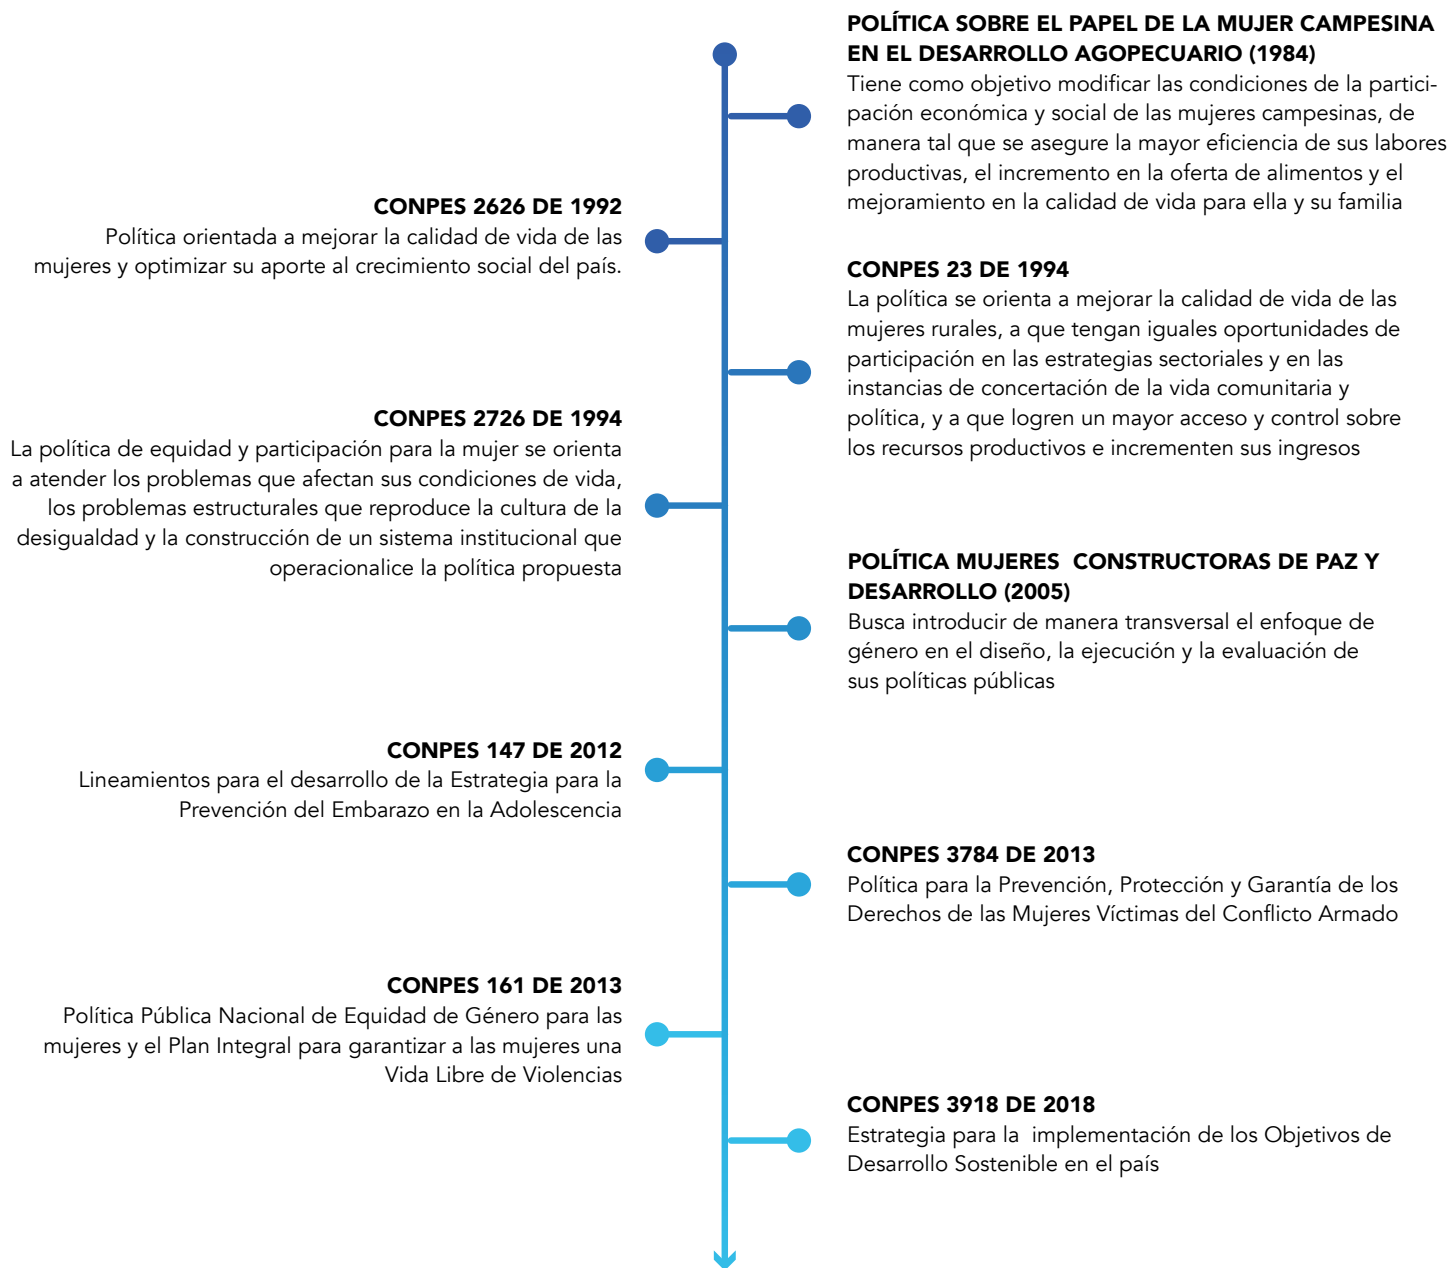 POLÍTICA SOBRE EL PAPEL DE LA MUJER CAMPESINA
EN EL DESARROLLO AGOPECUARIO (1984)
Tiene como objetivo modificar las condiciones de la partici-
pación económica y social de las mujeres campesinas, de
manera tal que se asegure la mayor eficiencia de sus labores
productivas, el incremento en la oferta de alimentos y el
mejoramiento en la calidad de vida para ella y su familia
CONPES 2626 DE 1992
Política orientada a mejorar la calidad de vida de las
mujeres y optimizar su aporte al crecimiento social del país.
CONPES 23 DE 1994
La política se orienta a mejorar la calidad de vida de las
mujeres rurales, a que tengan iguales oportunidades de
participación en las estrategias sectoriales y en las
instancias de concertación de la vida comunitaria y
política, y a que logren un mayor acceso y control sobre
los recursos productivos e incrementen sus ingresos
CONPES 2726 DE 1994
La política de equidad y participación para la mujer se orienta
a atender los problemas que afectan sus condiciones de vida,
los problemas estructurales que reproduce la cultura de la
desigualdad y la construcción de un sistema institucional que
operacionalice la política propuesta
POLÍTICA MUJERES  CONSTRUCTORAS DE PAZ Y
DESARROLLO (2005)
Busca introducir de manera transversal el enfoque de
género en el diseño, la ejecución y la evaluación de
sus políticas públicas
CONPES 147 DE 2012
Lineamientos para el desarrollo de la Estrategia para la
Prevención del Embarazo en la Adolescencia
CONPES 3784 DE 2013
Política para la Prevención, Protección y Garantía de los
Derechos de las Mujeres Víctimas del Conflicto Armado
CONPES 161 DE 2013
Política Pública Nacional de Equidad de Género para las
mujeres y el Plan Integral para garantizar a las mujeres una
Vida Libre de Violencias
CONPES 3918 DE 2018
Estrategia para la  implementación de los Objetivos de
Desarrollo Sostenible en el país